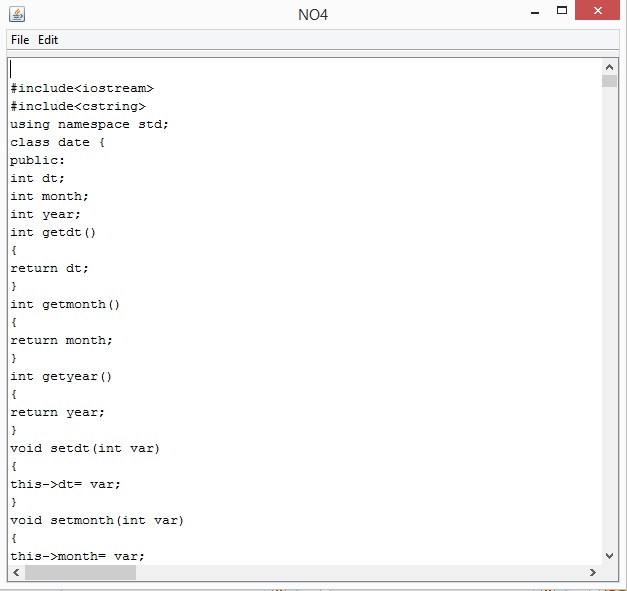 NO4
File Edit
#include<iostream>
#include<cstring>
using namespace std;
class date {
public:
int dt;
int month;
int year;
int getdt()
{
return dt;
}
int getmonth()
{
return month;
}
int getyear()
{
return year;
}
void setdt(int var)
{
this->dt= var;
}
void setmonth(int var)
{
this->month= var;